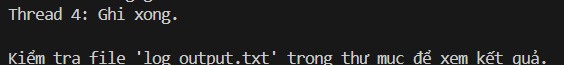 Thread 4: Ghi xong.
Kiểm tra file 'log_output.txt' trong thư mục để xem kết quả.